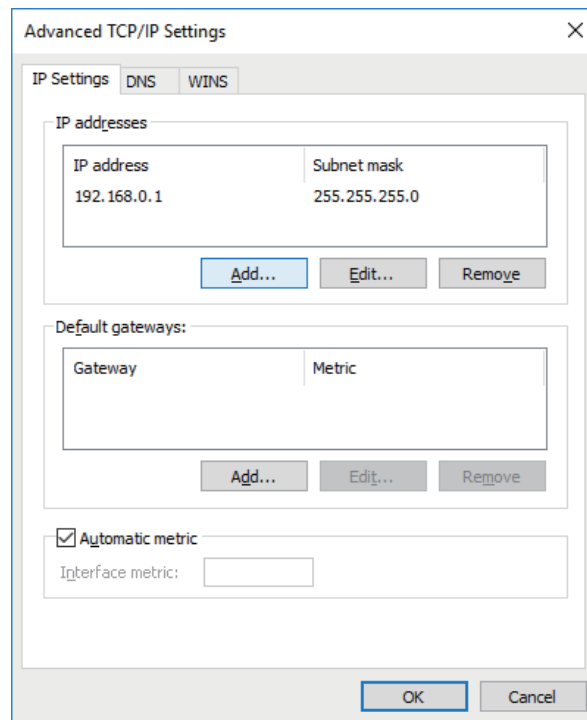 Advanced TCP/IP Settings
IP Settings DNS WINS
IP addresses
IP address Subnet mask
192.168.0.1 255.255.255.0
Add... Edit... Remove
Default gateways:
Gateway Metric
Add... Edit... Remove
Automatic metric
Interface metric:
OK Cancel